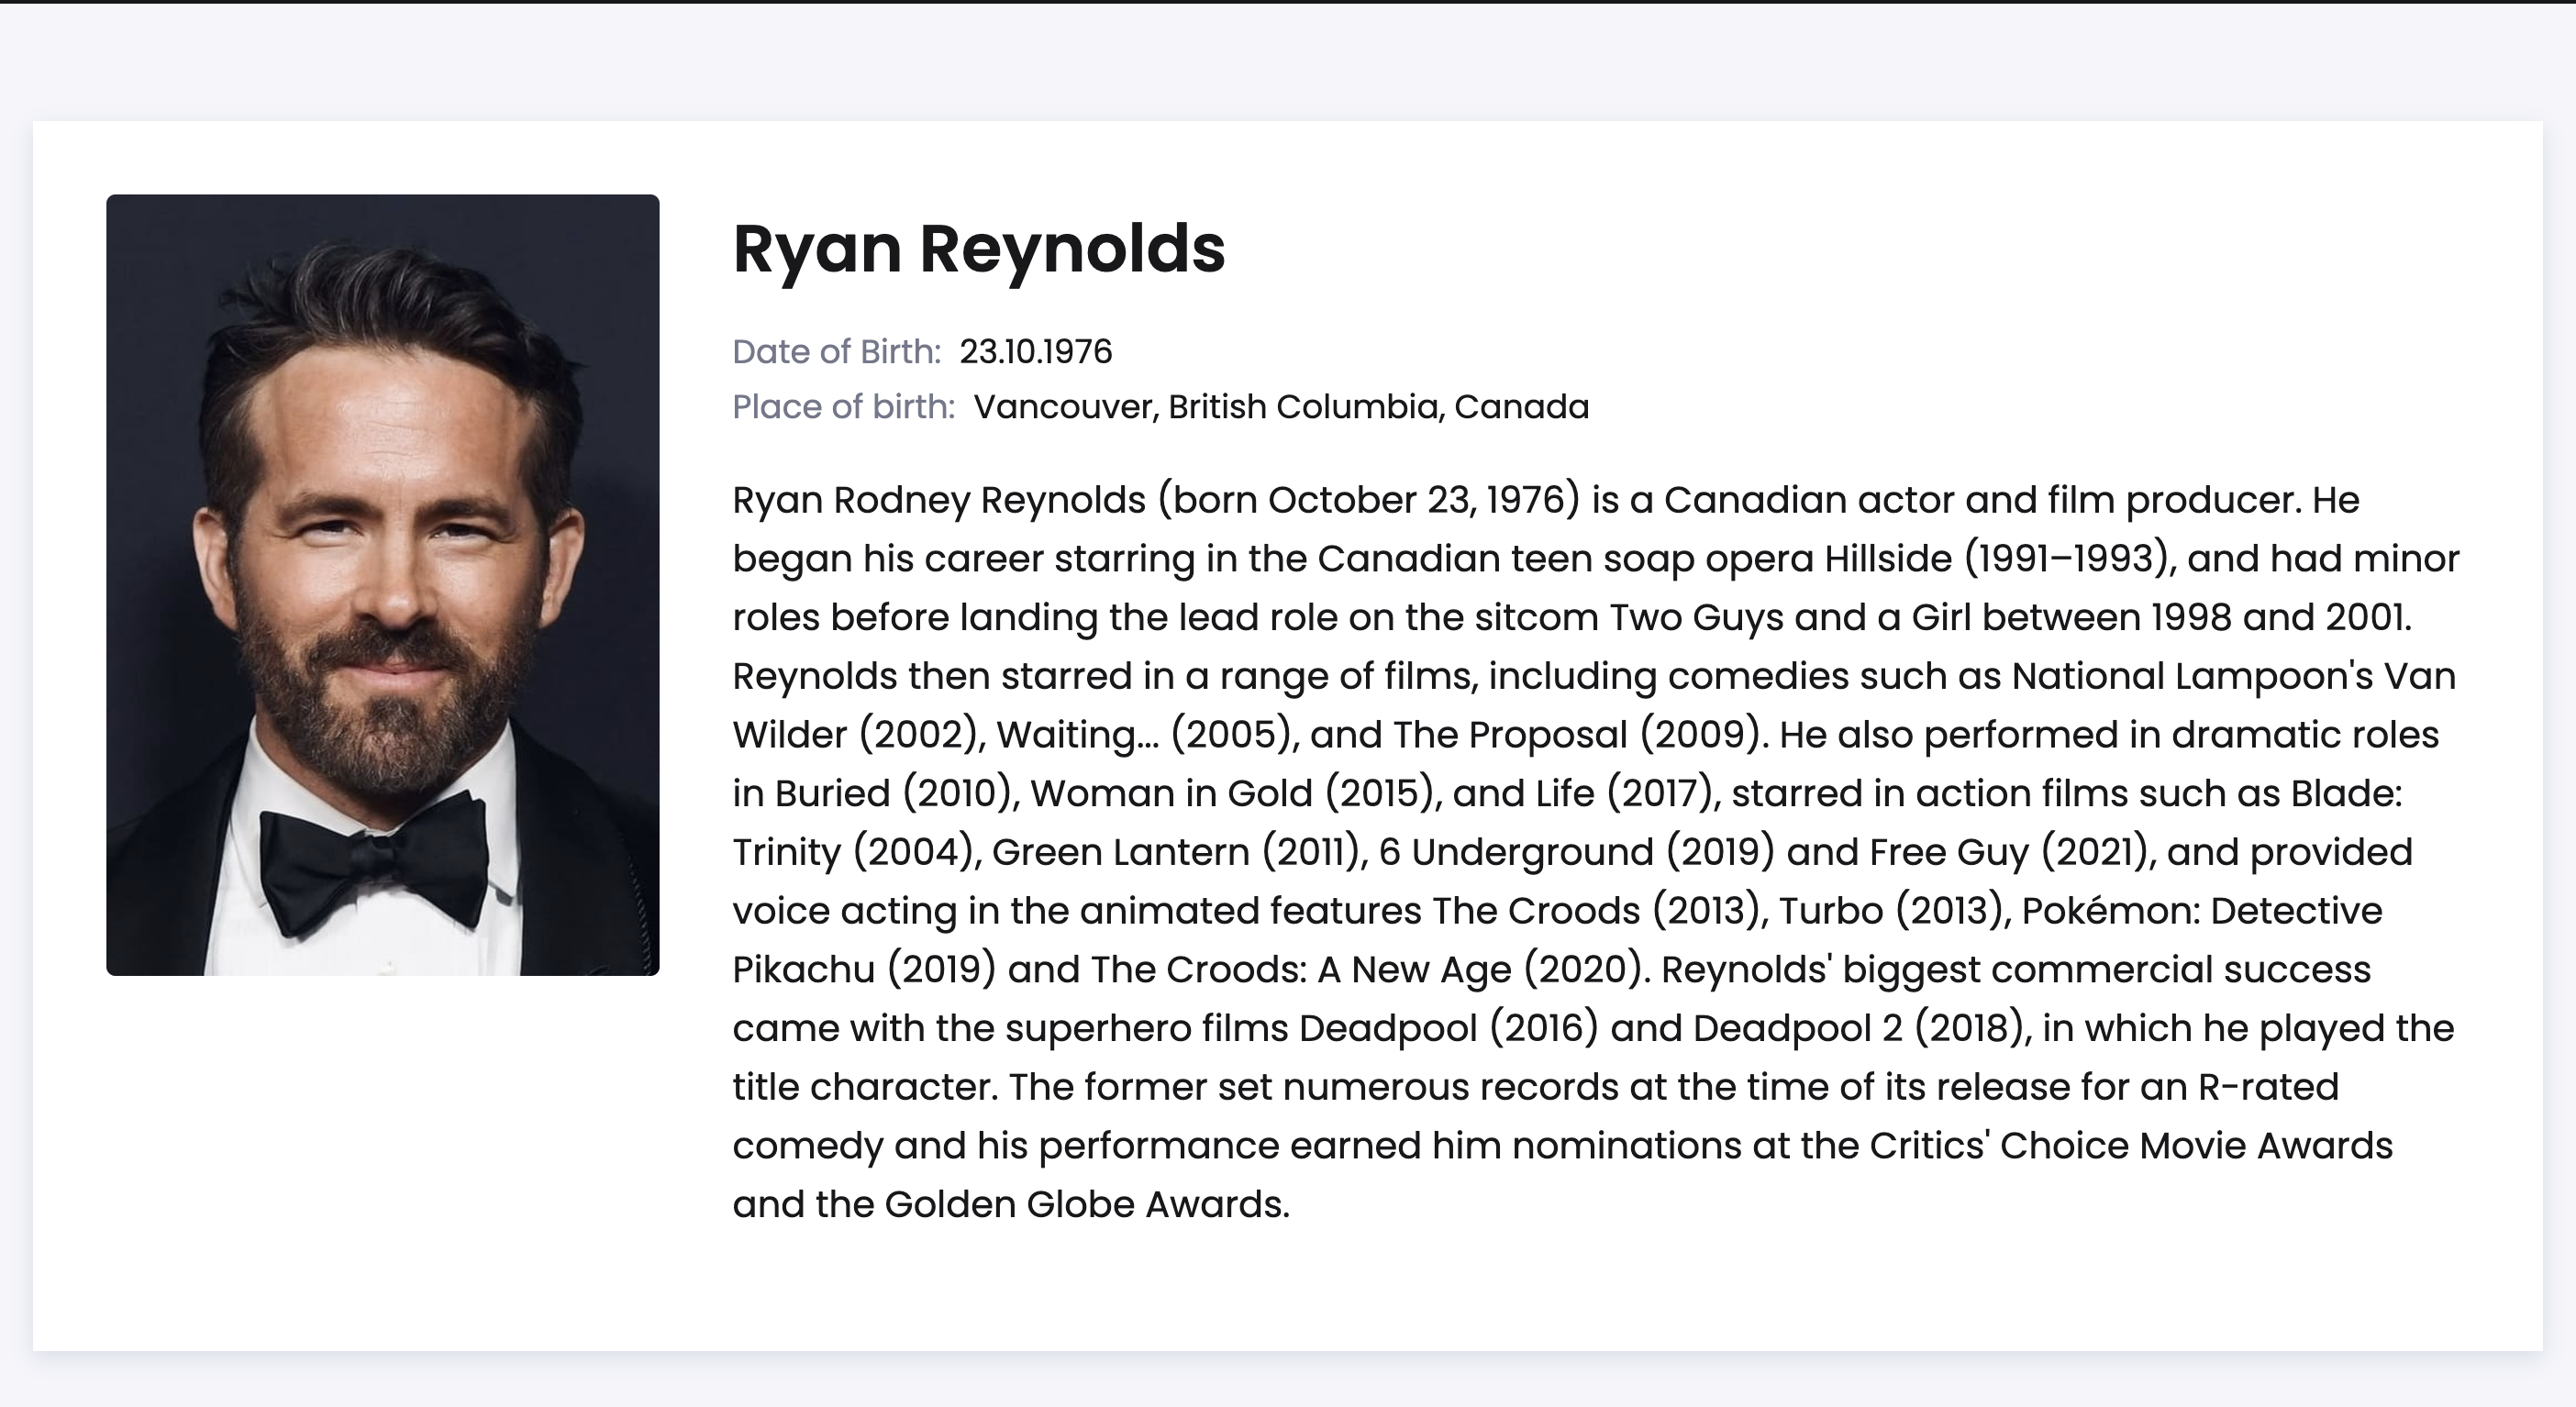 Ryan Reynolds
Date of Birth: 23.10.1976
Place of birth: Vancouver, British Columbia, Canada
Ryan Rodney Reynolds (born October 23, 1976) is a Canadian actor and film producer. He
began his career starring in the Canadian teen soap opera Hillside (1991–1993), and had minor
roles before landing the lead role on the sitcom Two Guys and a Girl between 1998 and 2001.
Reynolds then starred in a range of films, including comedies such as National Lampoon's Van
Wilder (2002), Waiting... (2005), and The Proposal (2009). He also performed in dramatic roles
in Buried (2010), Woman in Gold (2015), and Life (2017), starred in action films such as Blade:
Trinity (2004), Green Lantern (2011), 6 Underground (2019) and Free Guy (2021), and provided
voice acting in the animated features The Croods (2013), Turbo (2013), Pokémon: Detective
Pikachu (2019) and The Croods: A New Age (2020). Reynolds' biggest commercial success
came with the superhero films Deadpool (2016) and Deadpool 2 (2018), in which he played the
title character. The former set numerous records at the time of its release for an R-rated
comedy and his performance earned him nominations at the Critics' Choice Movie Awards
and the Golden Globe Awards.